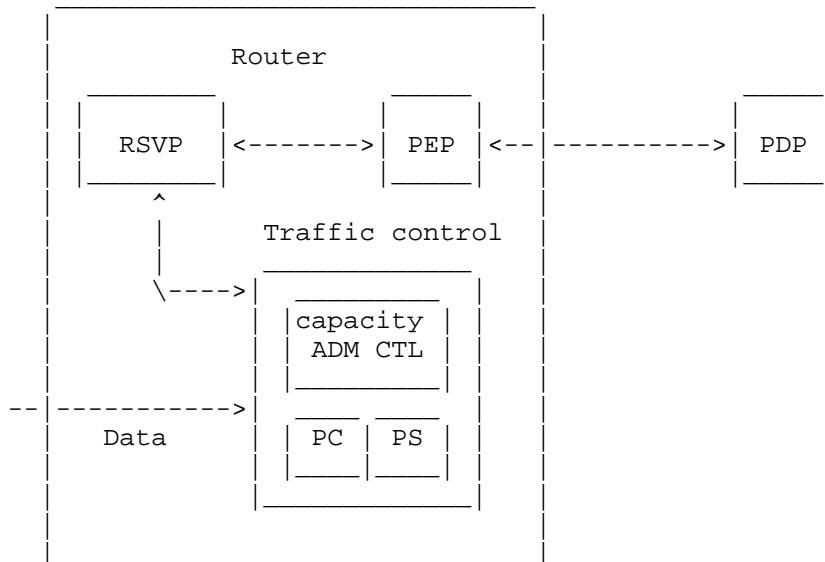 Router
RSVP PEP PDP
Traffic control
capacity
ADM CTL
Data PC PS